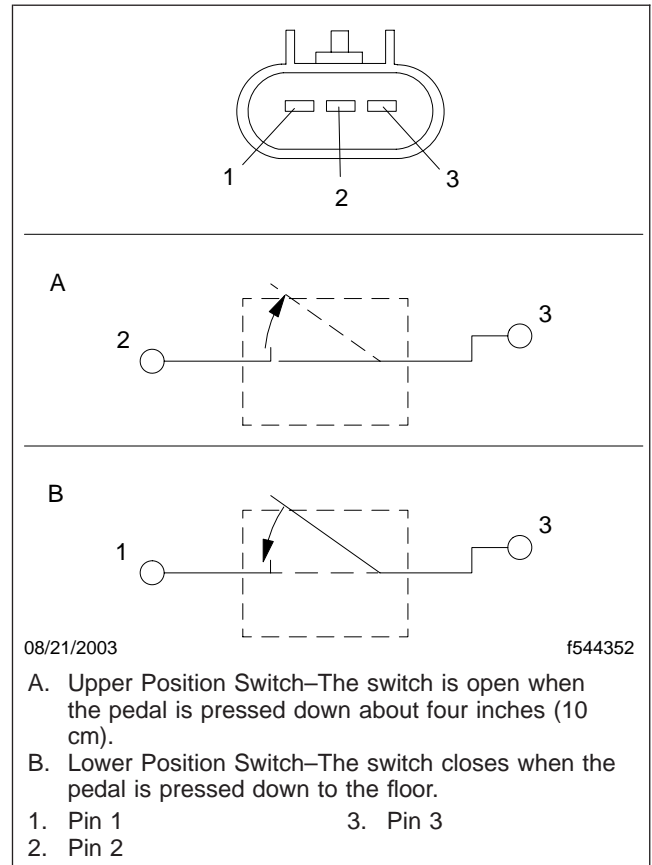 1
2
3
A
2
3
B
1
3
08/21/2003
f544352
A. Upper Position Switch–The switch is open when
the pedal is pressed down about four inches (10
cm).
B. Lower Position Switch–The switch closes when the
pedal is pressed down to the floor.
1. Pin 1
3. Pin 3
2. Pin 2